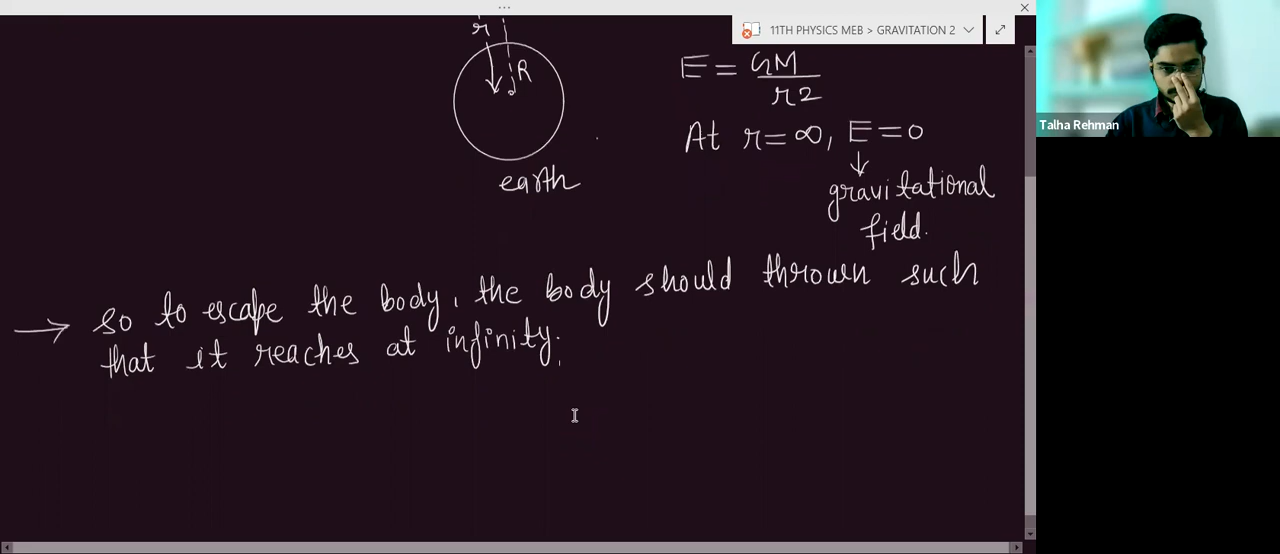 11TH PHYSICS MEB > GRAVITATION 2
r
R
earth
E = GM
r2
At r = ∞, E = 0
↓
gravitational
field.
Talha Rehman
→ so to escape the body, the body should thrown such
that it reaches at infinity.